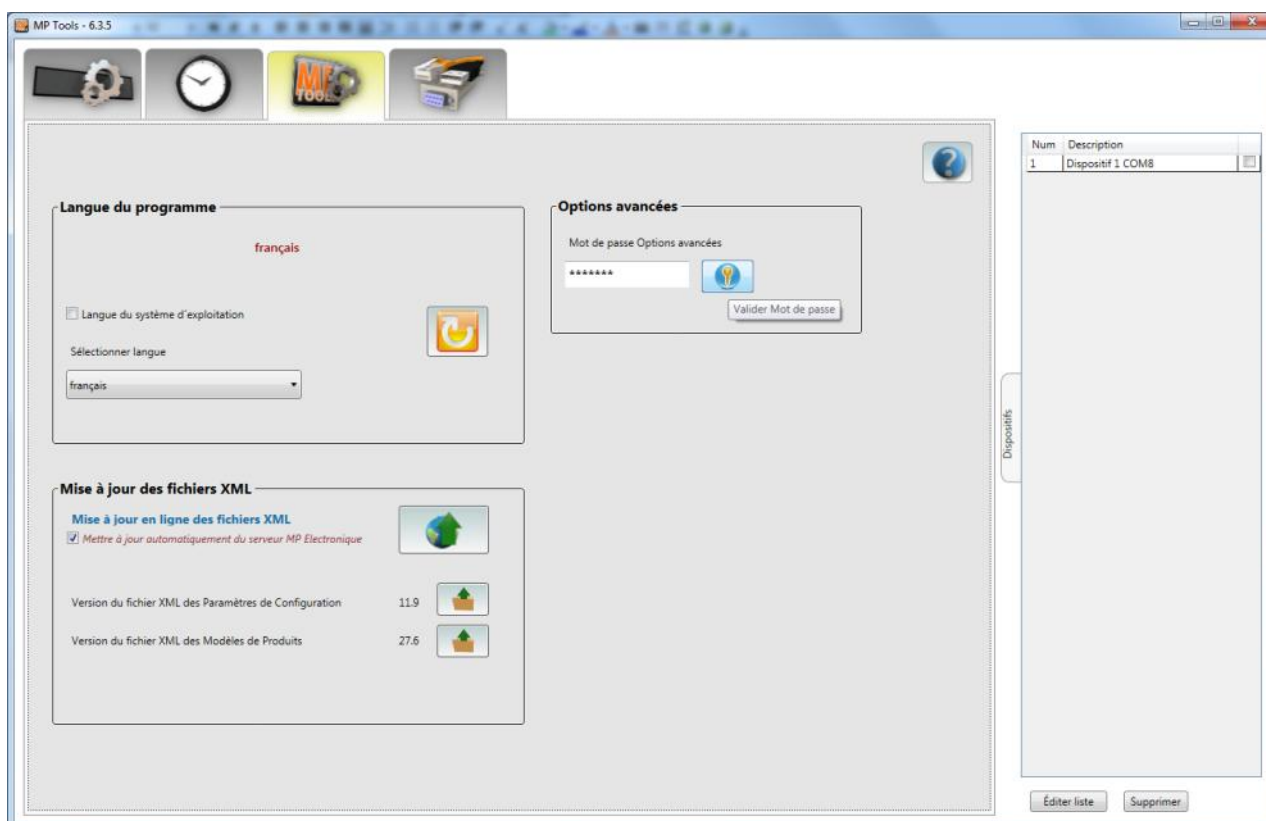 MP Tools - 6.3.5
MP
TOOLS
Num Description
1 Dispositif 1 COM8
Langue du programme
français
Langue du système d'exploitation
Sélectionner langue
français
Options avancées
Mot de passe Options avancées
*******
Valider Mot de passe
Dispositifs
Mise à jour des fichiers XML
Mise à jour en ligne des fichiers XML
Mettre à jour automatiquement du serveur MP Electronique
Version du fichier XML des Paramètres de Configuration 11.9
Version du fichier XML des Modèles de Produits 27.6
Éditer liste Supprimer